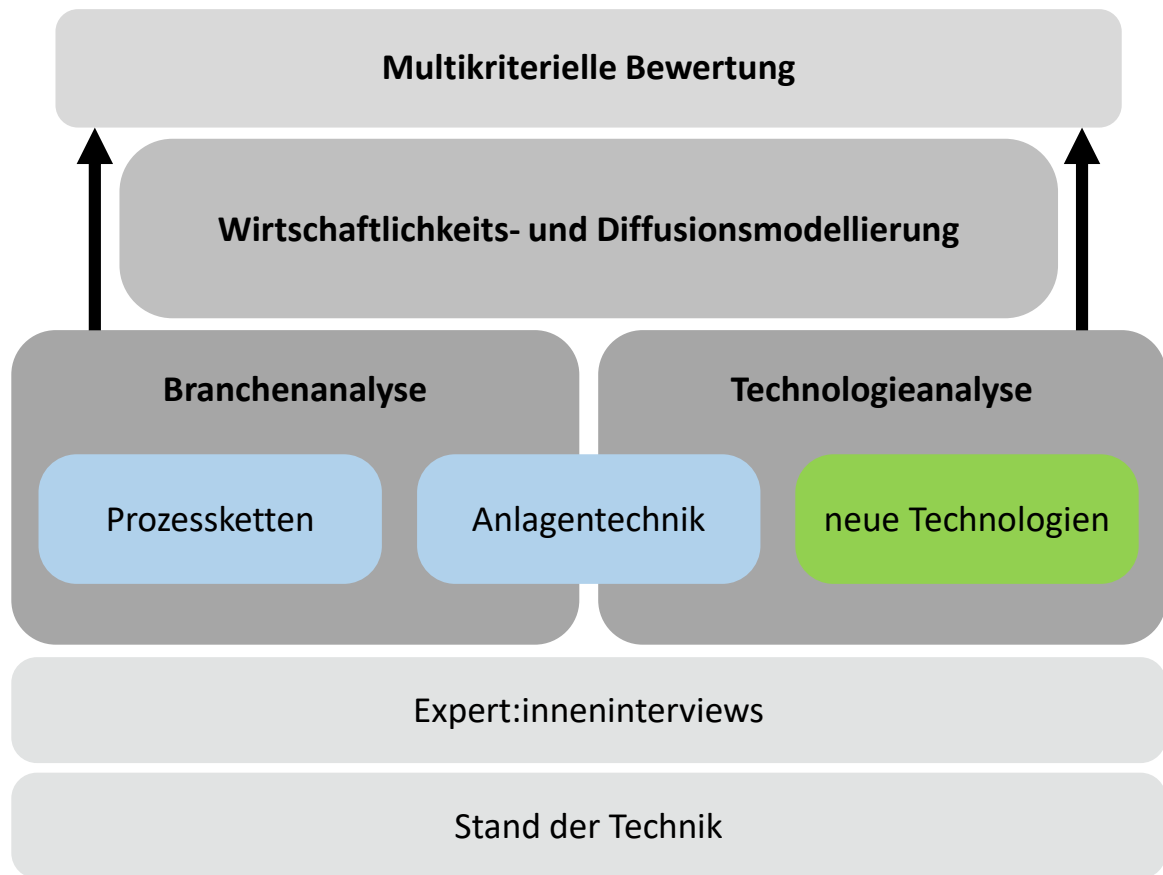 Multikriterielle Bewertung
Wirtschaftlichkeits- und Diffusionsmodellierung
Branchenanalyse
Technologieanalyse
Prozessketten
Anlagentechnik
neue Technologien
Expert:inneninterviews
Stand der Technik